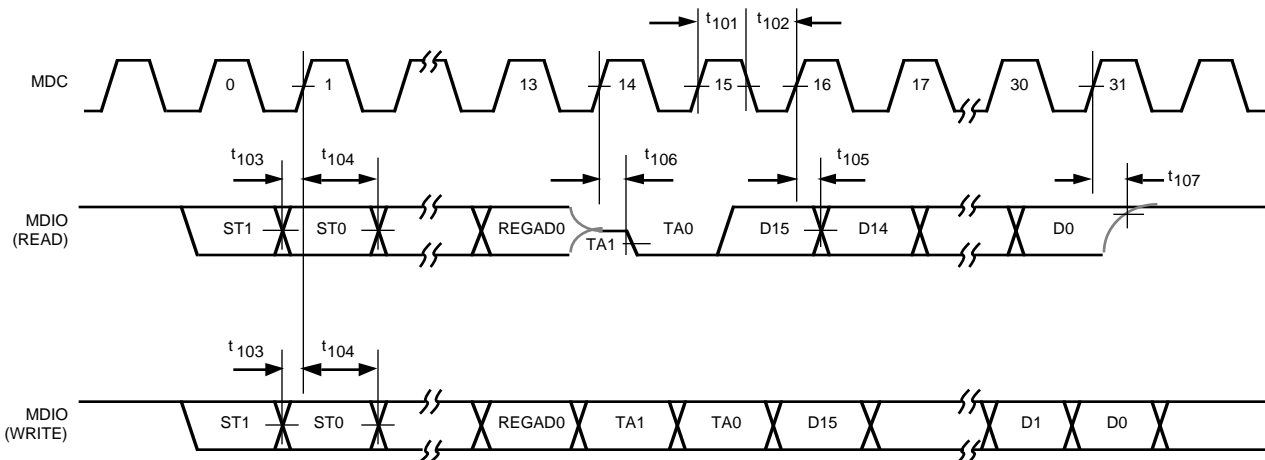 t101 t102
MDC 0 1 13 14 15 16 17 30 31
t103 t104 t106 t105 t107
MDIO
(READ)
ST1 ST0 REGAD0 TA1 TA0 D15 D14 D0
t103 t104
MDIO
(WRITE)
ST1 ST0 REGAD0 TA1 TA0 D15 D1 D0